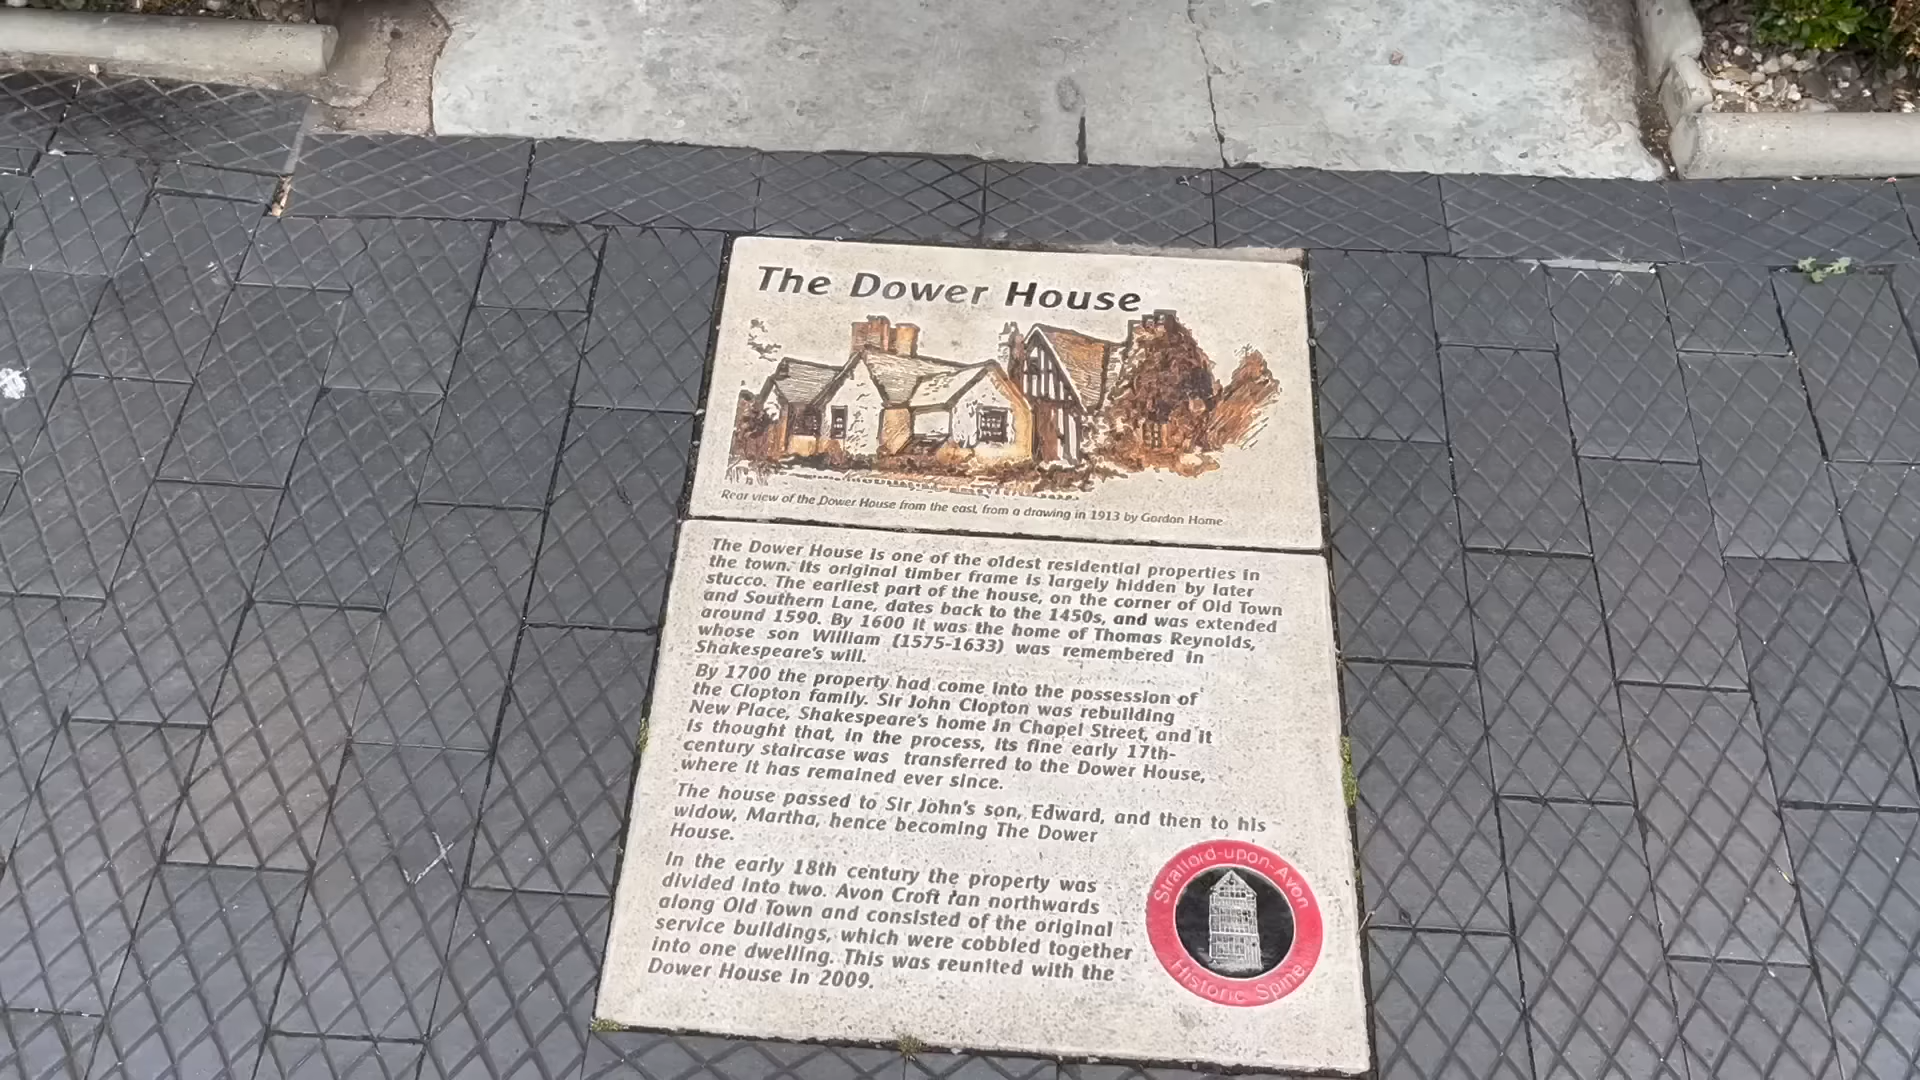 The Dower House
Rear view of the Dower House from the east, from a drawing in 1913 by Gordon Home
The Dower House is one of the oldest residential properties in
the town. Its original timber frame is largely hidden by later
stucco. The earliest part of the house, on the corner of Old Town
and Southern Lane, dates back to the 1450s, and was extended
around 1590. By 1600 it was the home of Thomas Reynolds,
whose son William (1575-1633) was remembered in
Shakespeare's will.
By 1700 the property had come into the possession of
the Clopton family. Sir John Clopton was rebuilding
New Place, Shakespeare's home in Chapel Street, and it
is thought that, in the process, its fine early 17th-
century staircase was transferred to the Dower House,
where it has remained ever since.
The house passed to Sir John's son, Edward, and then to his
widow, Martha, hence becoming The Dower
House.
In the early 18th century the property was
divided into two. Avon Croft ran northwards
along Old Town and consisted of the original
service buildings, which were cobbled together
into one dwelling. This was reunited with the
Dower House in 2009.
Stratford-upon-Avon
Historic Spine